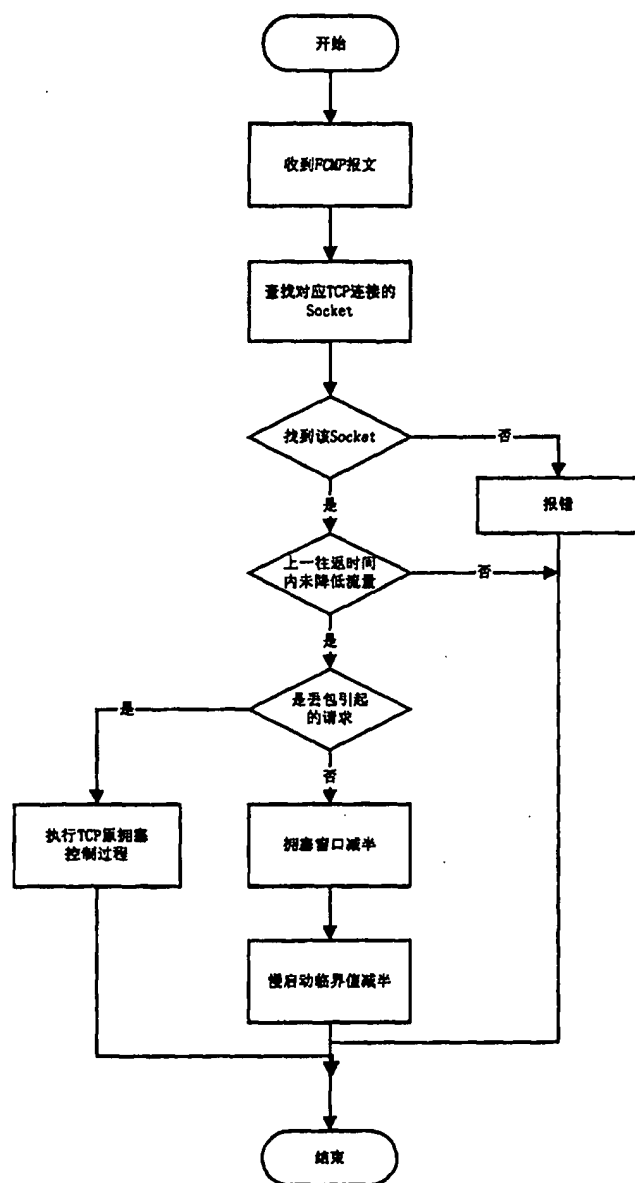 开始
收到FCMP报文
查找对应TCP连接的
Socket
找到该Socket
否
报错
是
上一往返时间
内未降低流量
否
是
是丢包引起
的请求
是
否
执行TCP原拥塞
控制过程
拥塞窗口减半
慢启动临界值减半
结束